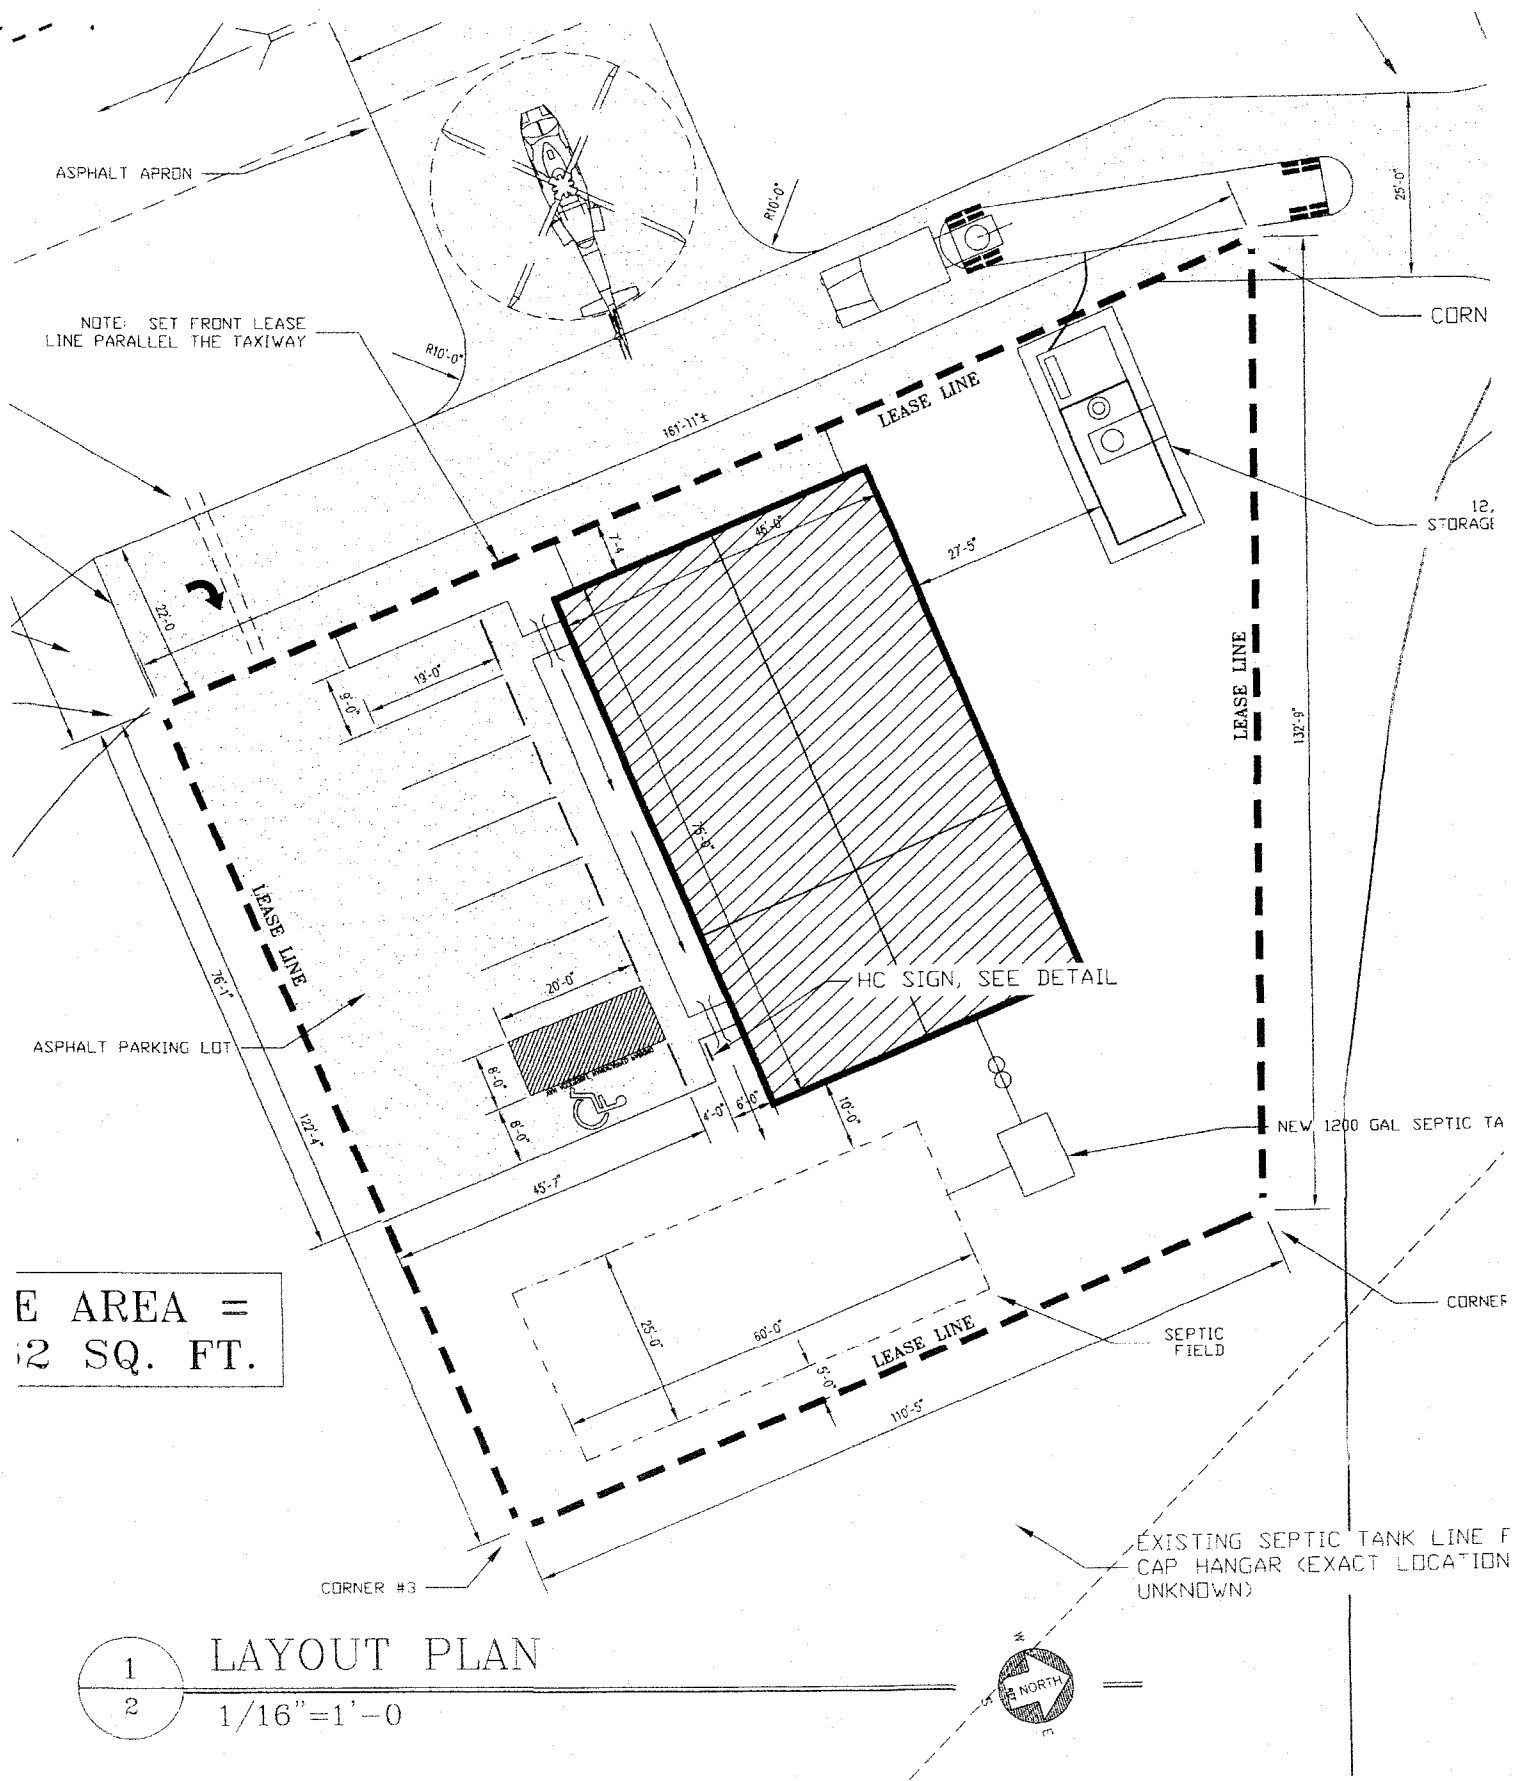 ASPHALT APRON
NOTE: SET FRONT LEASE
LINE PARALLEL THE TAXIWAY
R10'-0"
R10'-0"
25'-0"
CORN
161'-11"±
LEASE LINE
12,
STORAGE
7'-4
46'-0"
27'-5"
22'-0
19'-0"
9'-0"
LEASE LINE
132'-9"
75'-0"
LEASE LINE
76'-1"
HC SIGN, SEE DETAIL
20'-0"
ASPHALT PARKING LOT
8'-0"
8'-0"
4'-0"
6'-0"
10'-0"
122'-4"
NEW 1200 GAL SEPTIC TA
45'-7"
E AREA =
2 SQ. FT.
25'-0"
60'-0"
5'-0"
LEASE LINE
SEPTIC
FIELD
CORNER
110'-5"
CORNER #3
EXISTING SEPTIC TANK LINE F
CAP HANGAR (EXACT LOCATION
UNKNOWN)
1
2
LAYOUT PLAN
1/16"=1'-0
W
NORTH
S
E